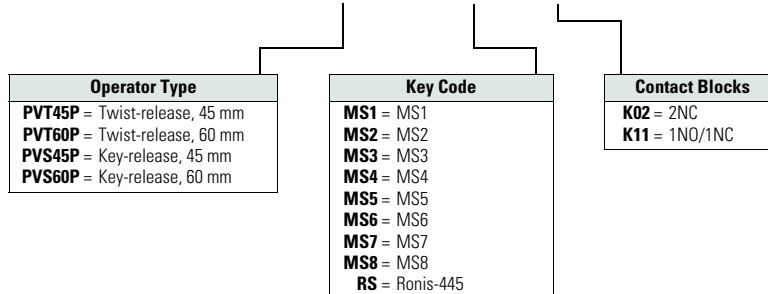 Operator Type
PVT45P = Twist-release, 45 mm
PVT60P = Twist-release, 60 mm
PVS45P = Key-release, 45 mm
PVS60P = Key-release, 60 mm
Key Code
MS1 = MS1
MS2 = MS2
MS3 = MS3
MS4 = MS4
MS5 = MS5
MS6 = MS6
MS7 = MS7
MS8 = MS8
RS = Ronis-445
Contact Blocks
K02 = 2NC
K11 = 1NO/1NC